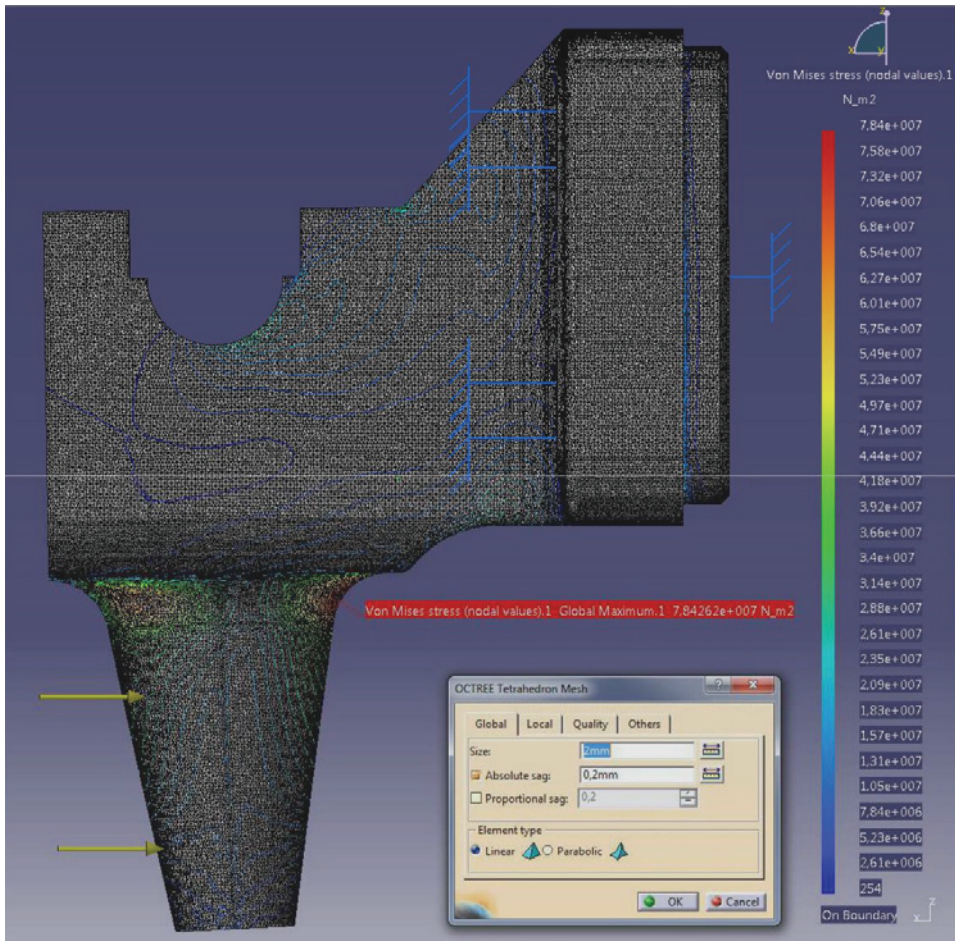 z
x y
Von Mises stress (nodal values).1
N_m2
7,84e+007
7,58e+007
7,32e+007
7,06e+007
6,8e+007
6,54e+007
6,27e+007
6,01e+007
5,75e+007
5,49e+007
5,23e+007
4,97e+007
4,71e+007
4,44e+007
4,18e+007
3,92e+007
3,66e+007
3,4e+007
3,14e+007
2,88e+007
2,61e+007
2,35e+007
2,09e+007
1,83e+007
1,57e+007
1,31e+007
1,05e+007
7,84e+006
5,23e+006
2,61e+006
254
On Boundary
x z
Von Mises stress (nodal values).1 Global Maximum.1 7,84262e+007 N_m2
OCTREE Tetrahedron Mesh
Global Local Quality Others
Size: 2mm
Absolute sag: 0,2mm
Proportional sag: 0,2
Element type
Linear Parabolic
OK Cancel